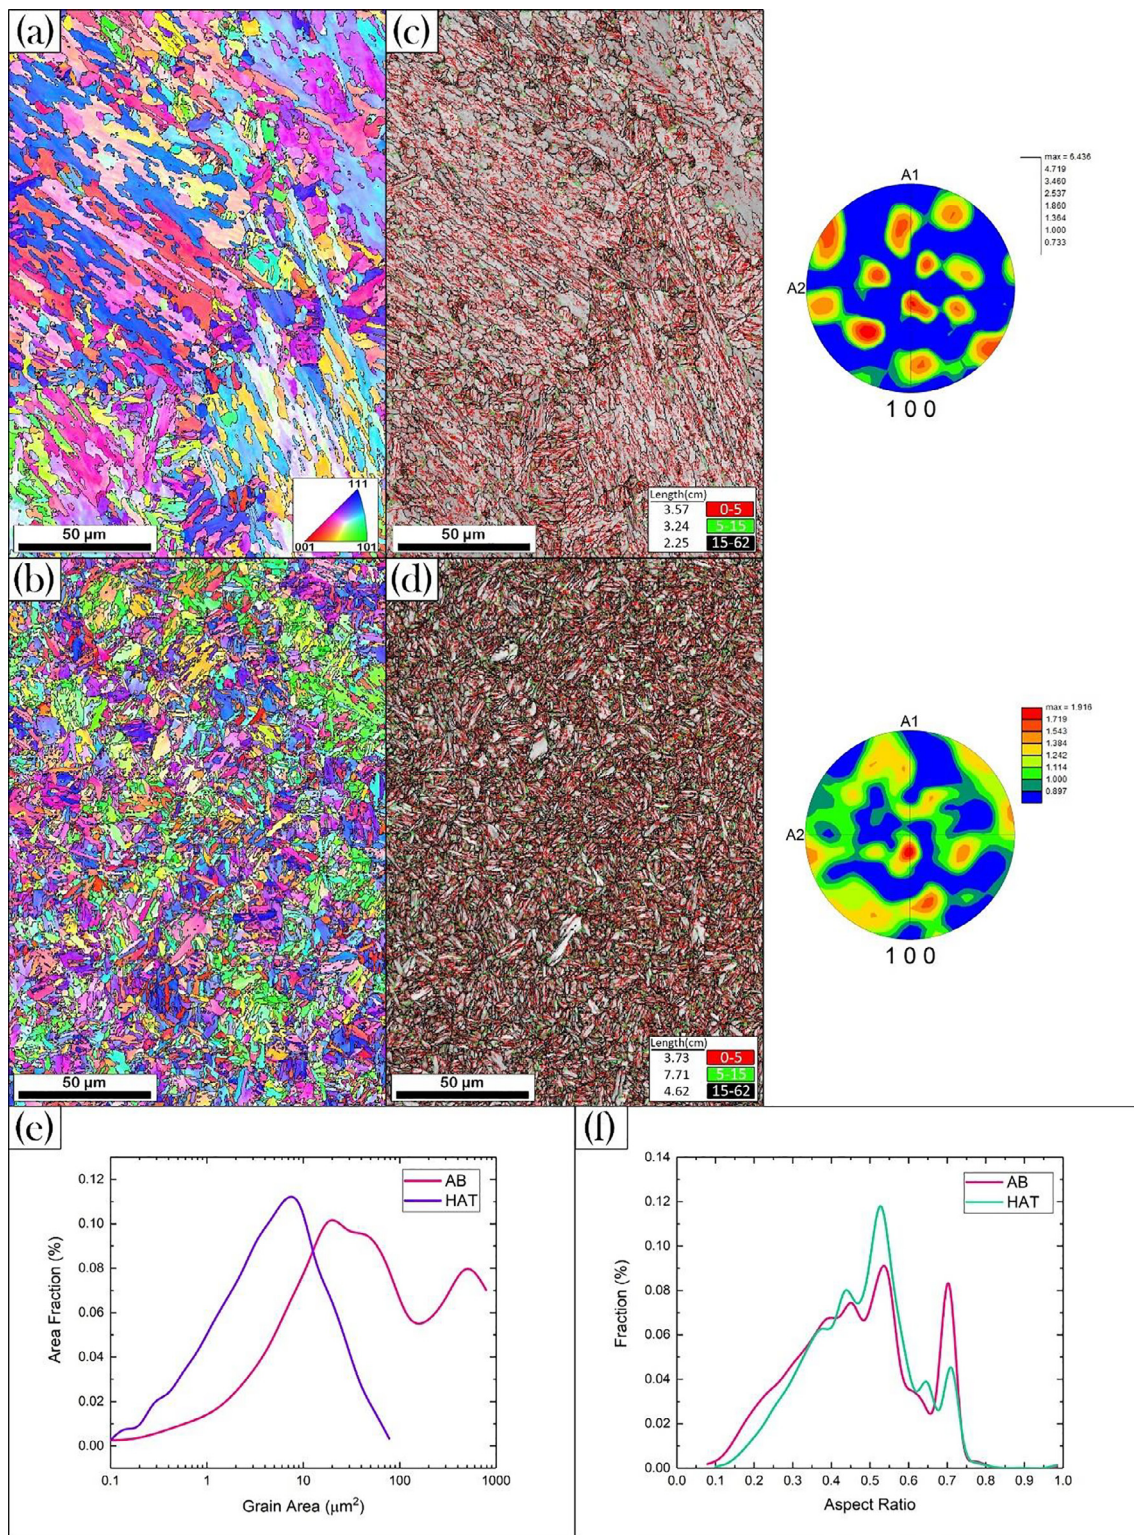 (a)
(c)
111
001 101
50 µm
Length(cm)
3.57 0-5
3.24 5-15
2.25 15-62
50 µm
max = 6.436
4.719
3.460
2.537
1.860
1.364
1.000
0.733
A1
A2
1 0 0
(b)
(d)
50 µm
Length(cm)
3.73 0-5
7.71 5-15
4.62 15-62
50 µm
max = 1.916
1.719
1.543
1.384
1.242
1.114
1.000
0.897
A1
A2
1 0 0
(e)
AB
HAT
0.12
0.10
0.08
0.06
0.04
0.02
0.00
Area Fraction (%)
0.1 1 10 100 1000
Grain Area (µm²)
(f)
AB
HAT
0.14
0.12
0.10
0.08
0.06
0.04
0.02
0.00
Fraction (%)
0.0 0.1 0.2 0.3 0.4 0.5 0.6 0.7 0.8 0.9 1.0
Aspect Ratio